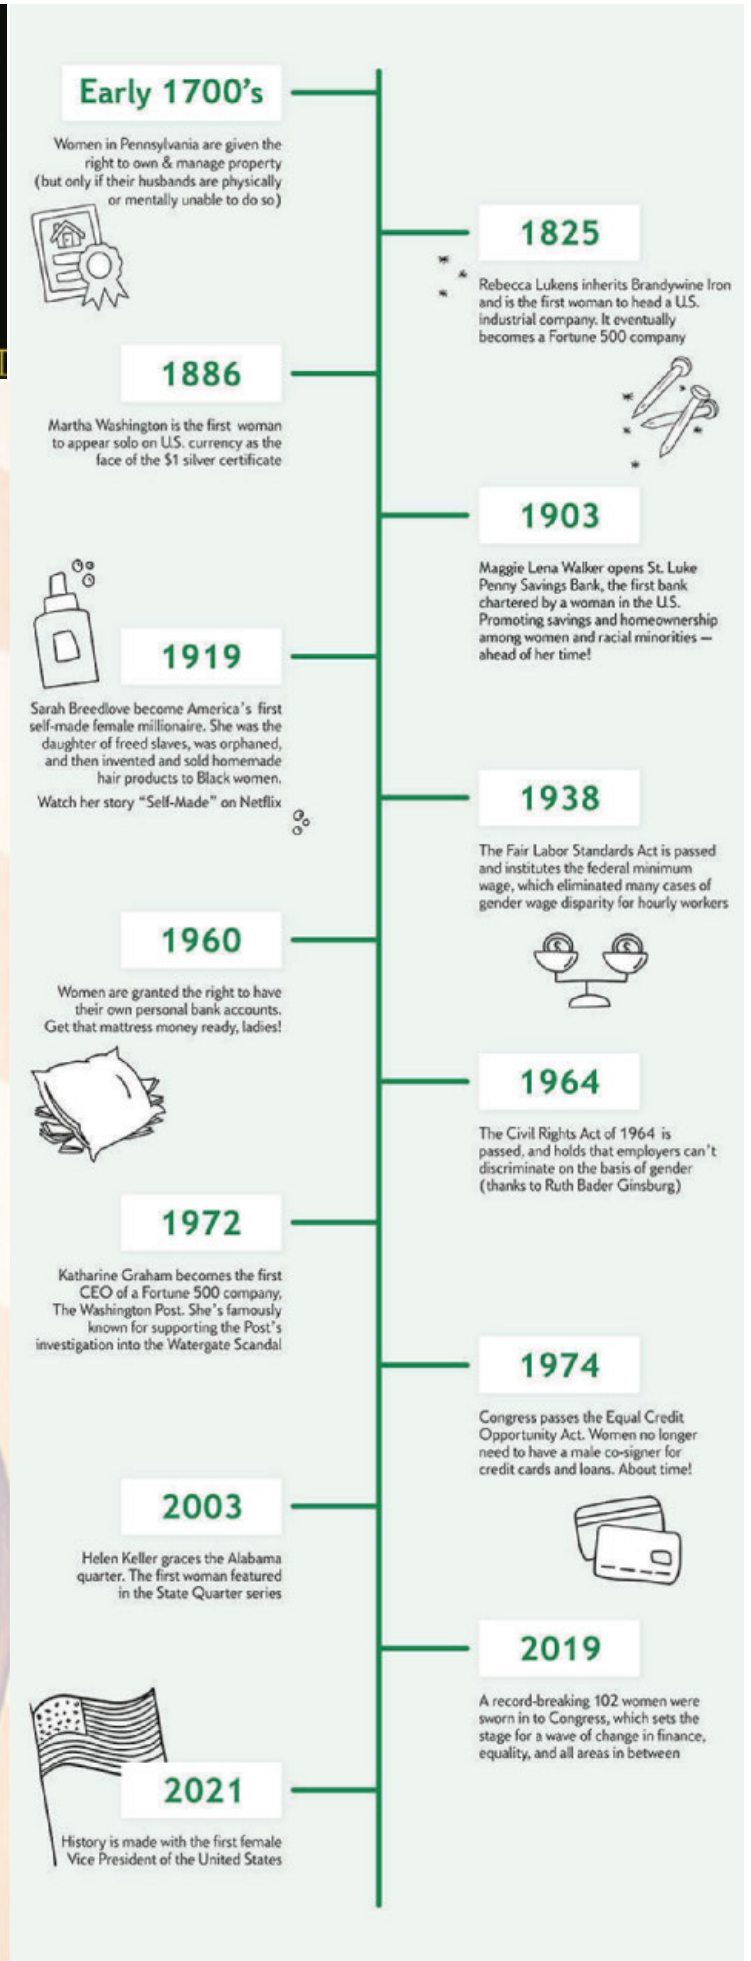 Early 1700's
Women in Pennsylvania are given the
right to own & manage property
(but only if their husbands are physically
or mentally unable to do so)
1825
Rebecca Lukens inherits Brandywine Iron
and is the first woman to head a U.S.
industrial company. It eventually
becomes a Fortune 500 company
1886
Martha Washington is the first woman
to appear solo on U.S. currency as the
face of the $1 silver certificate
1903
Maggie Lena Walker opens St. Luke
Penny Savings Bank, the first bank
chartered by a woman in the U.S.
Promoting savings and homeownership
among women and racial minorities —
ahead of her time!
1919
Sarah Breedlove become America's first
self-made female millionaire. She was the
daughter of freed slaves, was orphaned,
and then invented and sold homemade
hair products to Black women.
Watch her story "Self-Made" on Netflix
1938
The Fair Labor Standards Act is passed
and institutes the federal minimum
wage, which eliminated many cases of
gender wage disparity for hourly workers
1960
Women are granted the right to have
their own personal bank accounts.
Get that mattress money ready, ladies!
1964
The Civil Rights Act of 1964 is
passed, and holds that employers can't
discriminate on the basis of gender
(thanks to Ruth Bader Ginsburg)
1972
Katharine Graham becomes the first
CEO of a Fortune 500 company,
The Washington Post. She's famously
known for supporting the Post's
investigation into the Watergate Scandal
1974
Congress passes the Equal Credit
Opportunity Act. Women no longer
need to have a male co-signer for
credit cards and loans. About time!
2003
Helen Keller graces the Alabama
quarter. The first woman featured
in the State Quarter series
2019
A record-breaking 102 women were
sworn in to Congress, which sets the
stage for a wave of change in finance,
equality, and all areas in between
2021
History is made with the first female
Vice President of the United States